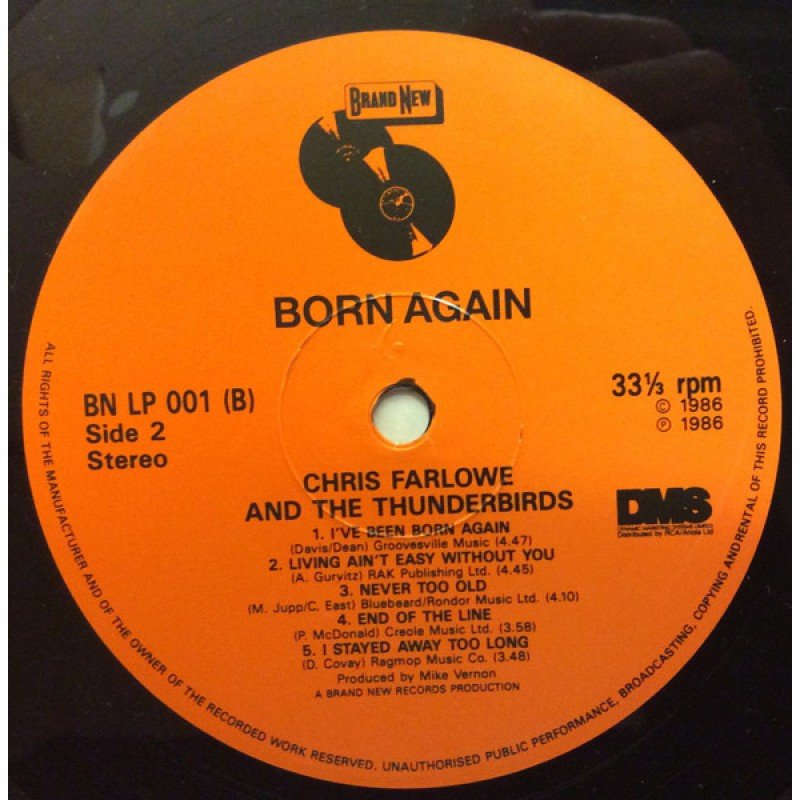 BRAND NEW
BORN AGAIN
BN LP 001 (B)
Side 2
Stereo
33⅓ rpm
© 1986
℗ 1986
CHRIS FARLOWE
AND THE THUNDERBIRDS
DMS
Distributed by RCA/Ariola Ltd
1. I'VE BEEN BORN AGAIN
(Davis/Dean) Groovesville Music (4.47)
2. LIVING AIN'T EASY WITHOUT YOU
(A. Gurvitz) RAK Publishing Ltd. (4.45)
3. NEVER TOO OLD
(M. Jupp/C. East) Bluebeard/Rondor Music Ltd. (4.10)
4. END OF THE LINE
(P. McDonald) Creole Music Ltd. (3.58)
5. I STAYED AWAY TOO LONG
(D. Covay) Ragmop Music Co. (3.48)
Produced by Mike Vernon
A BRAND NEW RECORDS PRODUCTION
ALL RIGHTS OF THE MANUFACTURER AND OF THE OWNER OF THE RECORDED WORK RESERVED. UNAUTHORISED PUBLIC PERFORMANCE, BROADCASTING, COPYING ANDRENTAL OF THIS RECORD PROHIBITED.